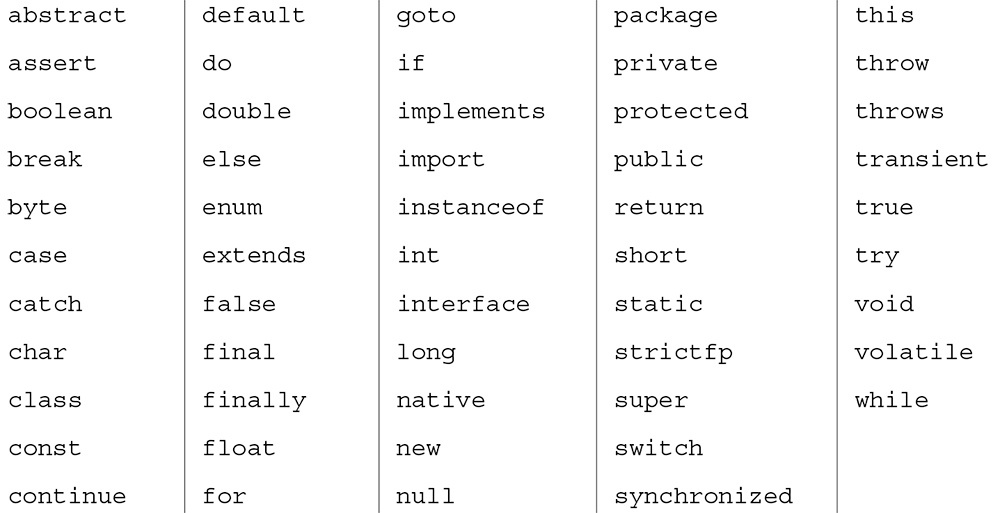 abstract default goto package this
assert do if private throw
boolean double implements protected throws
break else import public transient
byte enum instanceof return true
case extends int short try
catch false interface static void
char final long strictfp volatile
class finally native super while
const float new switch
continue for null synchronized